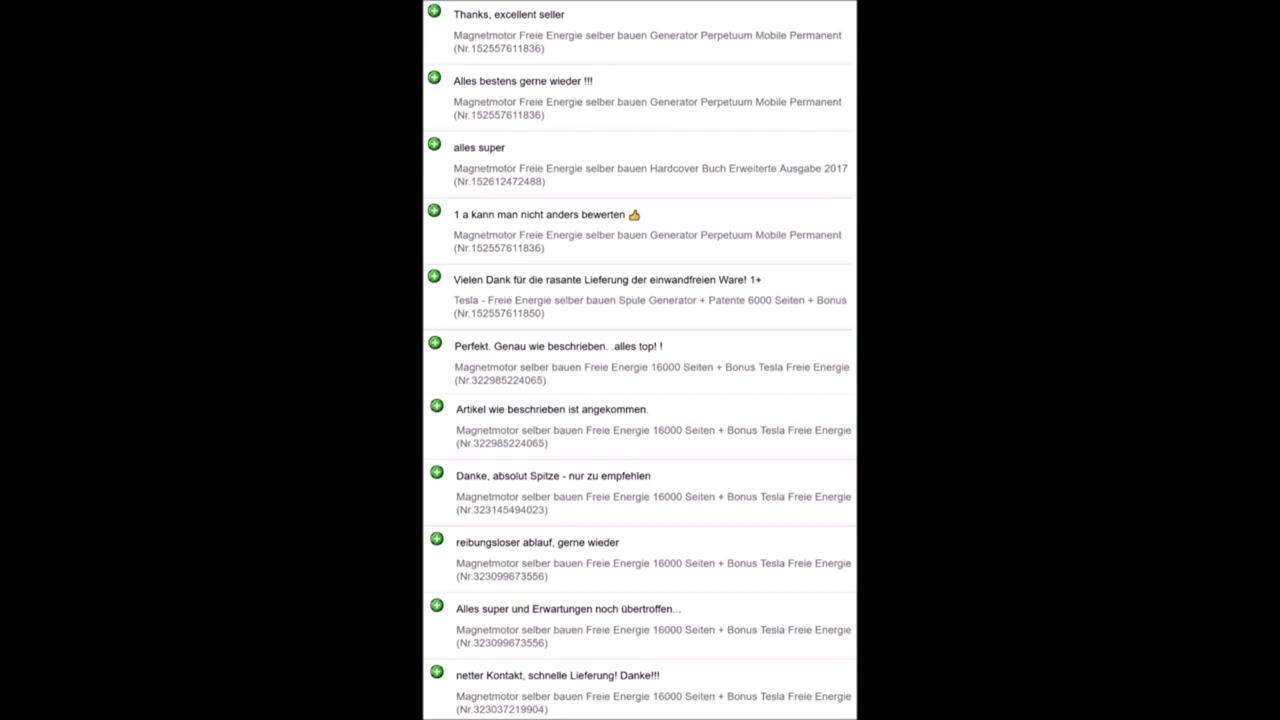 Thanks, excellent seller
Magnetmotor Freie Energie selber bauen Generator Perpetuum Mobile Permanent
(Nr.152557611836)
Alles bestens gerne wieder !!!
Magnetmotor Freie Energie selber bauen Generator Perpetuum Mobile Permanent
(Nr.152557611836)
alles super
Magnetmotor Freie Energie selber bauen Hardcover Buch Erweiterte Ausgabe 2017
(Nr.152612472488)
1 a kann man nicht anders bewerten 👍
Magnetmotor Freie Energie selber bauen Generator Perpetuum Mobile Permanent
(Nr.152557611836)
Vielen Dank für die rasante Lieferung der einwandfreien Ware! 1+
Tesla - Freie Energie selber bauen Spule Generator + Patente 6000 Seiten + Bonus
(Nr.152557611850)
Perfekt. Genau wie beschrieben. .alles top! !
Magnetmotor selber bauen Freie Energie 16000 Seiten + Bonus Tesla Freie Energie
(Nr.322985224065)
Artikel wie beschrieben ist angekommen.
Magnetmotor selber bauen Freie Energie 16000 Seiten + Bonus Tesla Freie Energie
(Nr.322985224065)
Danke, absolut Spitze - nur zu empfehlen
Magnetmotor selber bauen Freie Energie 16000 Seiten + Bonus Tesla Freie Energie
(Nr.323145494023)
reibungsloser ablauf, gerne wieder
Magnetmotor selber bauen Freie Energie 16000 Seiten + Bonus Tesla Freie Energie
(Nr.323099673556)
Alles super und Erwartungen noch übertroffen...
Magnetmotor selber bauen Freie Energie 16000 Seiten + Bonus Tesla Freie Energie
(Nr.323099673556)
netter Kontakt, schnelle Lieferung! Danke!!!
Magnetmotor selber bauen Freie Energie 16000 Seiten + Bonus Tesla Freie Energie
(Nr.323037219904)